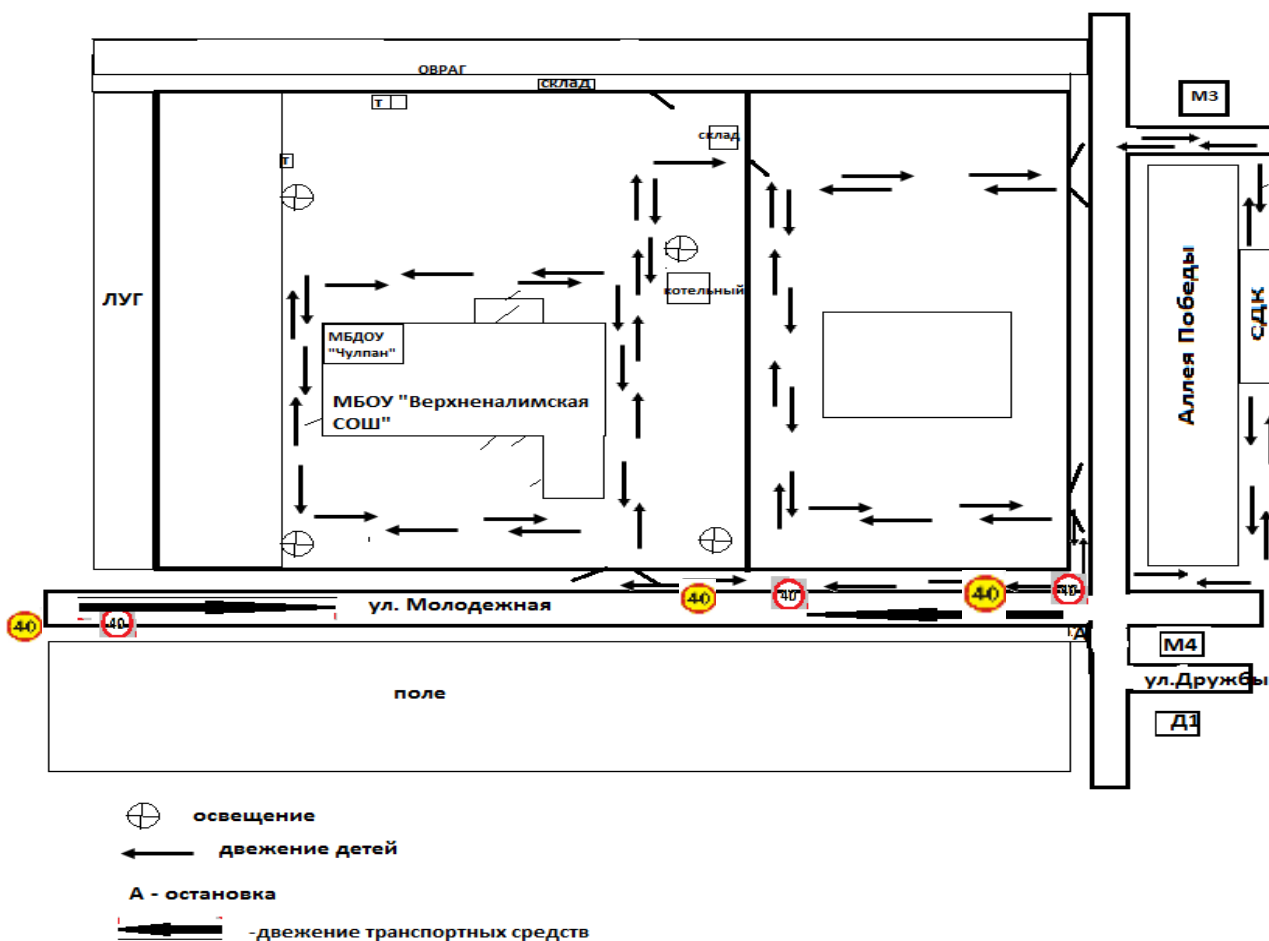 ОВРАГ
склад
Т
МЗ
склад
Т
котельный
ЛУГ
МБДОУ
"Чулпан"
МБОУ "Верхненалимская
СОШ"
Аллея Победы
СДК
40
40
40
40
ул. Молодежная
40
40
А
М4
поле
ул.Дружбы
Д1
освещение
двежение детей
А - остановка
-двежение транспортных средств